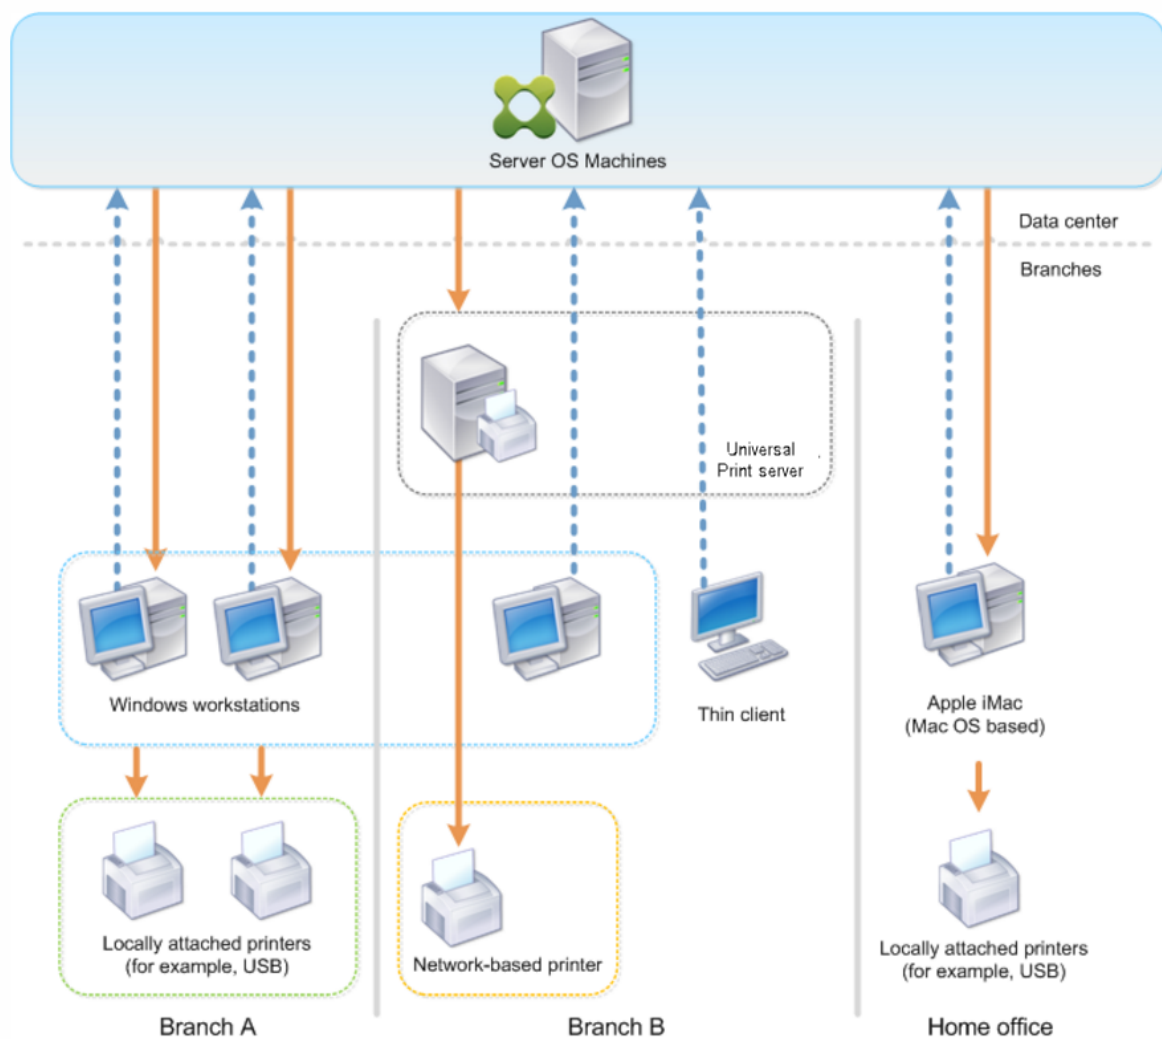 Server OS Machines
Data center
Branches
Universal
Print server
Windows workstations
Thin client
Apple iMac
(Mac OS based)
Locally attached printers
(for example, USB)
Network-based printer
Locally attached printers
(for example, USB)
Branch A
Branch B
Home office